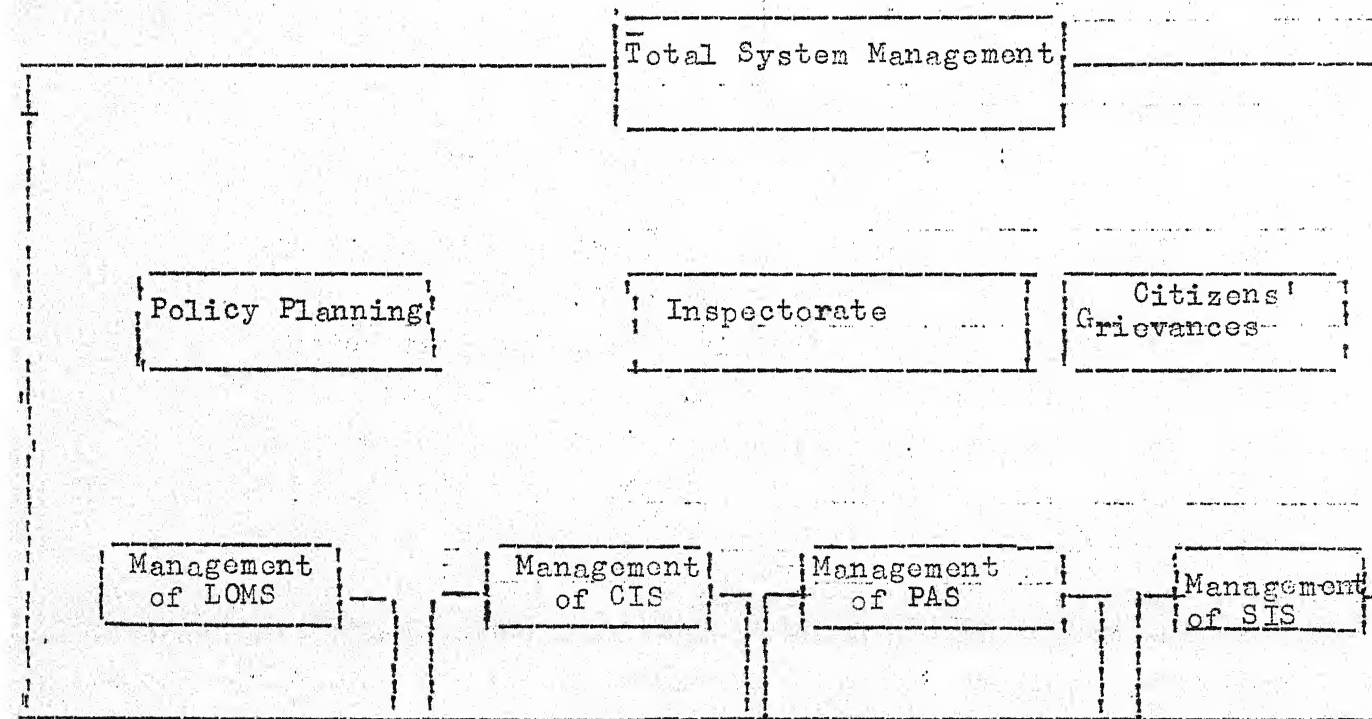 Total System Management
Policy Planning
Inspectorate
Citizens'
Grievances
Management
of LOMS
Management
of CIS
Management
of PAS
Management
of SIS